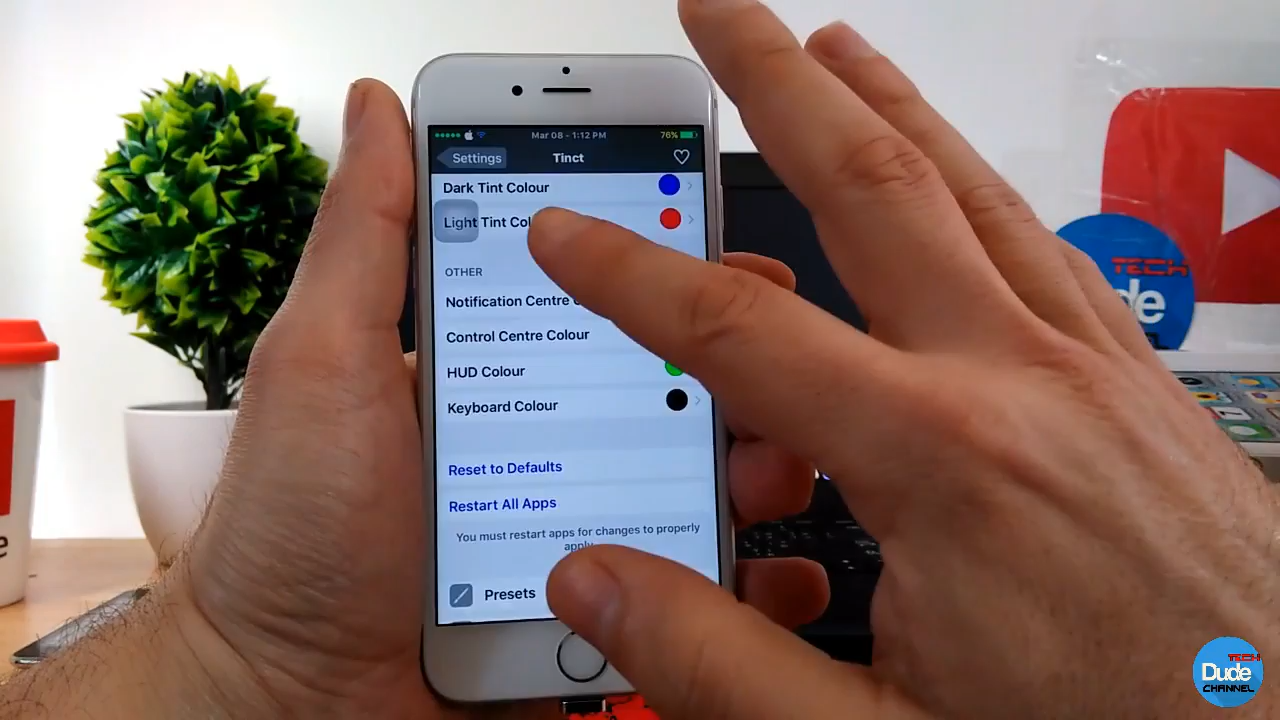 Mar 08 - 1:12 PM
76%
Settings
Tinct
Dark Tint Colour
Light Tint
OTHER
Notification Centre
Control Centre Colour
HUD Colour
Keyboard Colour
Reset to Defaults
Restart All Apps
You must restart apps for changes to properly
Presets
TECH
de
e
TECH
Dude
CHANNEL